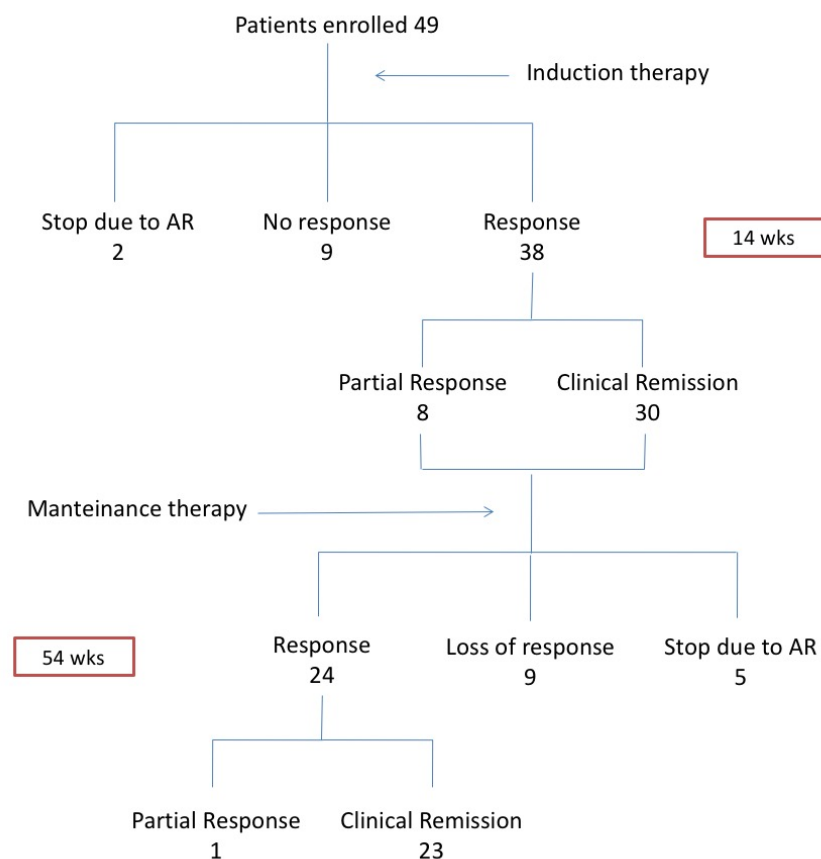 Patients enrolled 49
Induction therapy
Stop due to AR
2
No response
9
Response
38
14 wks
Partial Response
8
Clinical Remission
30
Manteinance therapy
54 wks
Response
24
Loss of response
9
Stop due to AR
5
Partial Response
1
Clinical Remission
23